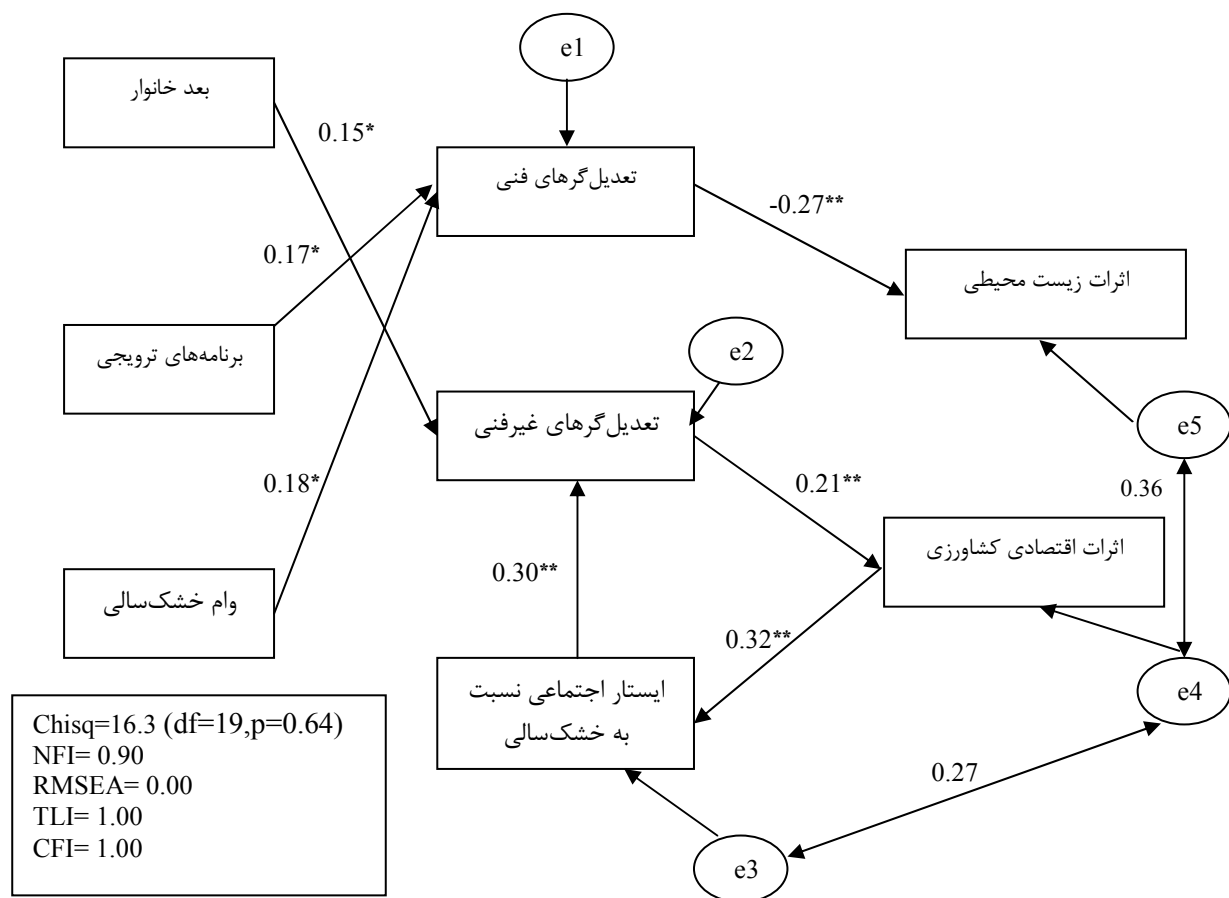 e1
بعد خانوار
0.15*
تعدیل‌گرهای فنی
-0.27**
0.17*
اثرات زیست محیطی
برنامه‌های ترویجی
e2
تعدیل‌گرهای غیرفنی
e5
0.18*
0.21**
0.36
اثرات اقتصادی کشاورزی
وام خشک‌سالی
0.30**
0.32**
ایستار اجتماعی نسبت
به خشک‌سالی
e4
Chisq=16.3 (df=19,p=0.64)
NFI= 0.90
RMSEA= 0.00
TLI= 1.00
CFI= 1.00
0.27
e3